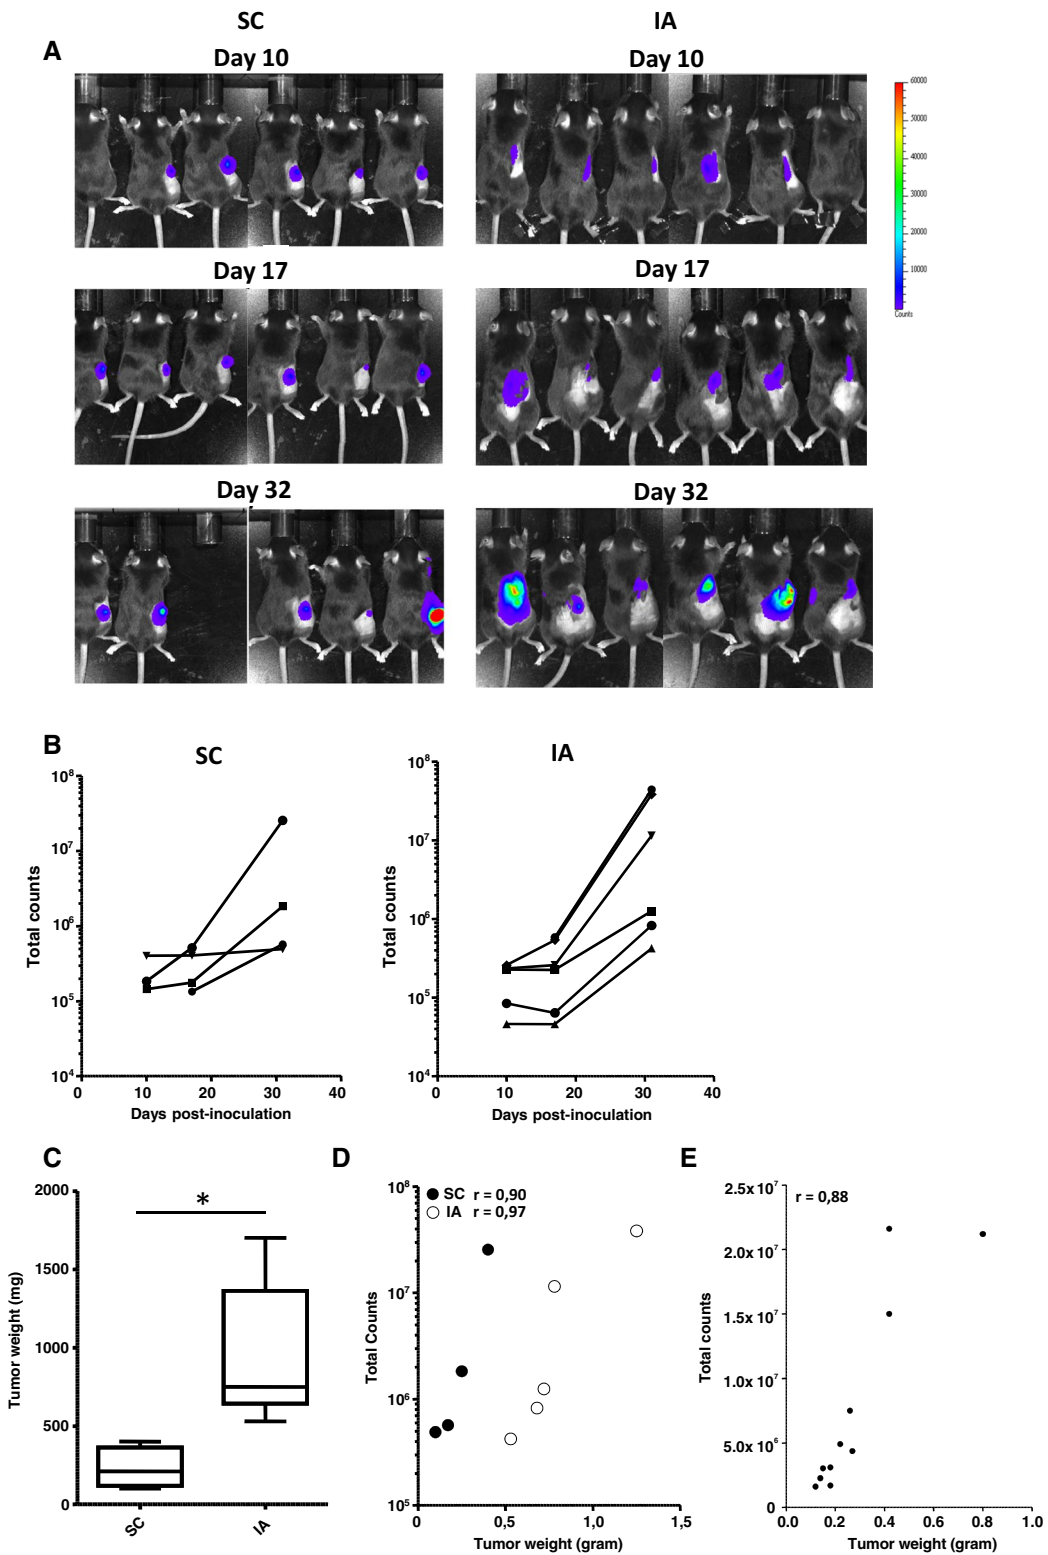 SC IA
A
Day 10 Day 10
60000
50000
40000
30000
20000
10000
Counts
Day 17 Day 17
Day 32 Day 32
B
SC IA
Total counts
10^8
10^7
10^6
10^5
10^4
0 10 20 30 40
Days post-inoculation
Total counts
10^8
10^7
10^6
10^5
10^4
0 10 20 30 40
Days post-inoculation
C
Tumor weight (mg)
2000
1500
1000
500
0
*
SC IA
D
Total Counts
10^8
10^7
10^6
10^5
SC r = 0,90
IA r = 0,97
0 0,5 1,0 1,5
Tumor weight (gram)
E
Total counts
2.5x 10^7
2.0x 10^7
1.5x 10^7
1.0x 10^7
5.0x 10^6
0
r = 0,88
0.0 0.2 0.4 0.6 0.8 1.0
Tumor weight (gram)